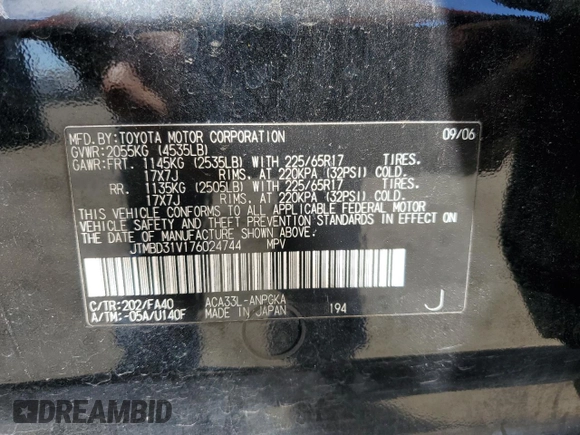 MFD.BY:TOYOTA MOTOR CORPORATION 09/06
GVWR:2055KG (4535LB)
GAWR:FRT. 1145KG (2535LB) WITH 225/65R17 TIRES.
17X7J RIMS. AT 220KPA (32PSI) COLD.
RR. 1135KG (2505LB) WITH 225/65R17 TIRES.
17X7J RIMS. AT 220KPA (32PSI) COLD.
THIS VEHICLE CONFORMS TO ALL APPLICABLE FEDERAL MOTOR
VEHICLE SAFETY AND THEFT PREVENTION STANDARDS IN EFFECT
ON THE DATE OF MANUFACTURE SHOWN ABOVE.
JTMBD31V176024744 MPV
C/TR:202/FA40 ACA33L-ANPGKA
A/TM:-05A/U140F MADE IN JAPAN 194 J
DREAMBID